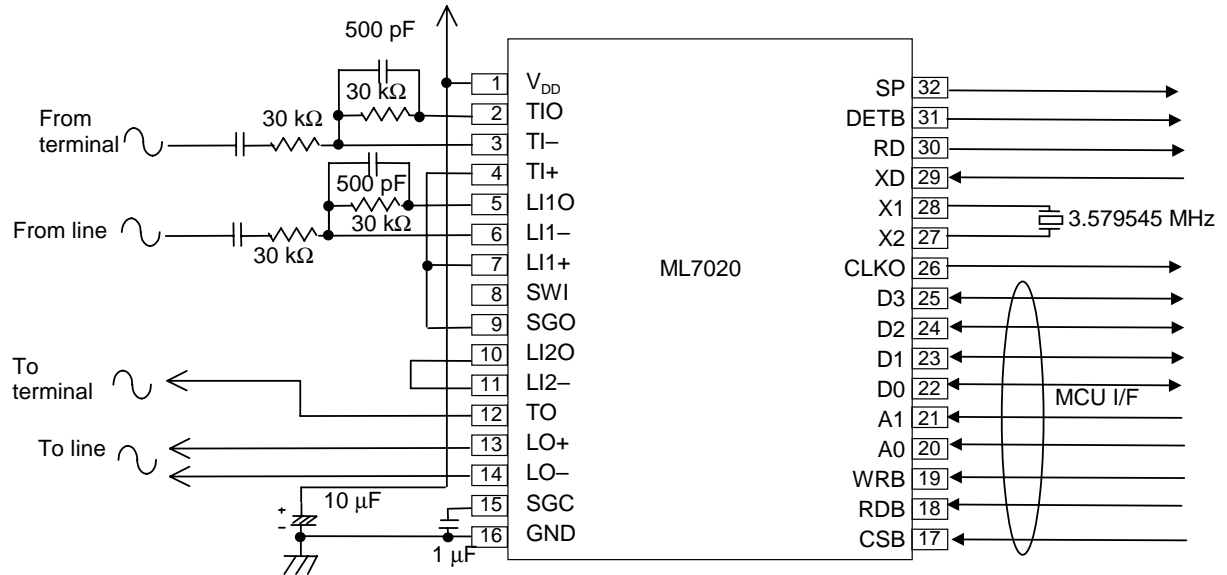 500 pF
30 kΩ
30 kΩ
From
terminal
500 pF
30 kΩ
From line
30 kΩ
To
terminal
To line
10 μF
+
–
1 μF
1 VDD
2 TIO
3 TI–
4 TI+
5 LI1O
6 LI1–
7 LI1+
8 SWI
9 SGO
10 LI2O
11 LI2–
12 TO
13 LO+
14 LO–
15 SGC
16 GND
ML7020
SP 32
DETB 31
RD 30
XD 29
X1 28
X2 27
3.579545 MHz
CLKO 26
D3 25
D2 24
D1 23
D0 22
MCU I/F
A1 21
A0 20
WRB 19
RDB 18
CSB 17